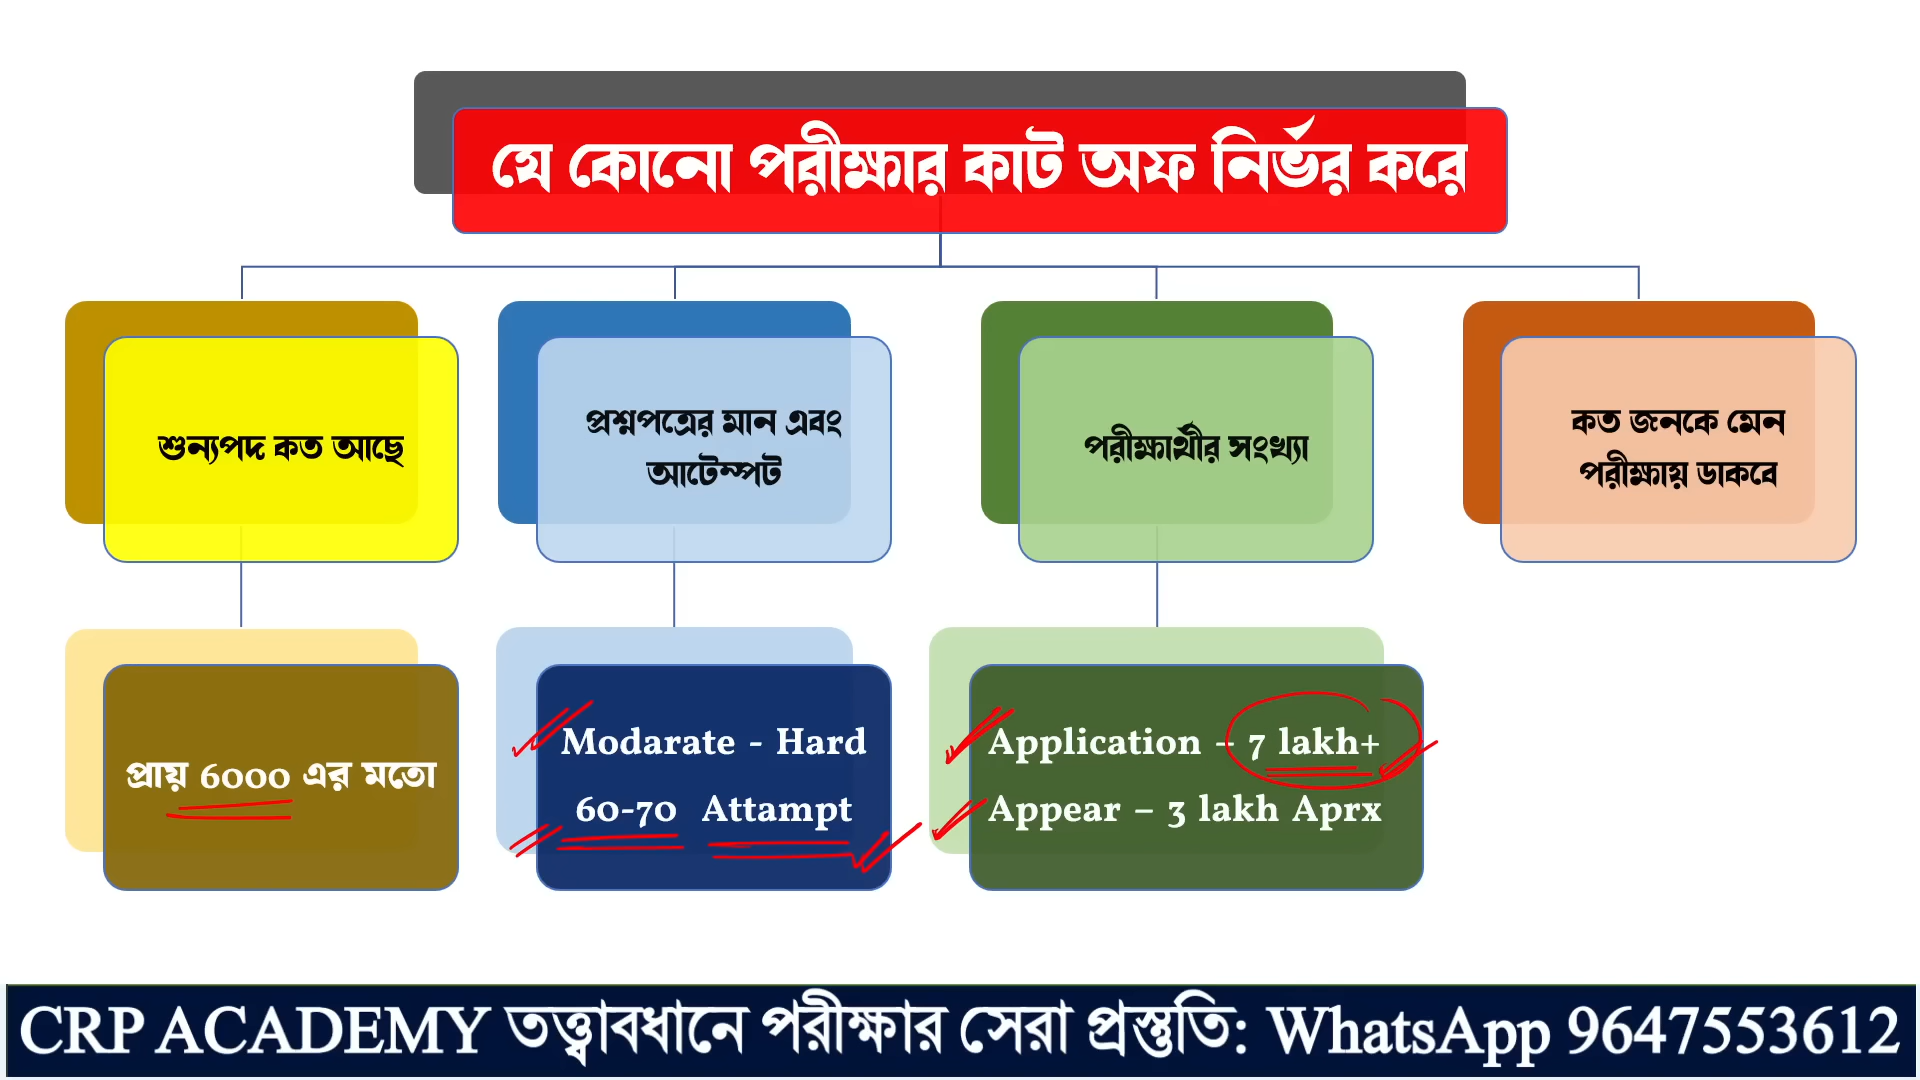 যে কোনো পরীক্ষার কাট অফ নির্ভর করে
শুন্যপদ কত আছে
প্রশ্নপত্রের মান এবং
আটেম্পট
পরীক্ষার্থীর সংখ্যা
কত জনকে মেন
পরীক্ষায় ডাকবে
প্রায় 6000 এর মতো
Modarate - Hard
60-70 Attampt
Application – 7 lakh+
Appear – 3 lakh Aprx
CRP ACADEMY তত্ত্বাবধানে পরীক্ষার সেরা প্রস্তুতি: WhatsApp 9647553612